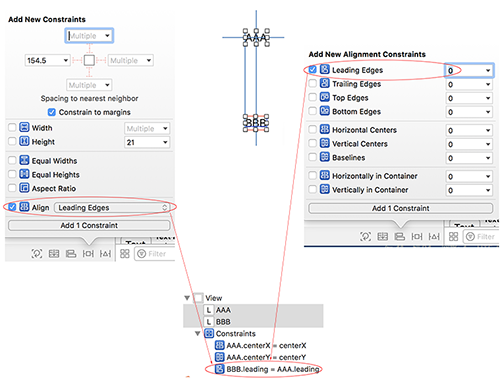 Add New Constraints
Multiple
154.5
Multiple
Multiple
Spacing to nearest neighbor
Constrain to margins
Width
Multiple
Height
21
Equal Widths
Equal Heights
Aspect Ratio
Align
Leading Edges
Add 1 Constraint
Filter
AAA
BBB
Add New Alignment Constraints
Leading Edges
0
Trailing Edges
0
Top Edges
0
Bottom Edges
0
Horizontal Centers
0
Vertical Centers
0
Baselines
0
Horizontally in Container
0
Vertically in Container
0
Add 1 Constraint
Filter
View
L AAA
L BBB
Constraints
AAA.centerX = centerX
AAA.centerY = centerY
BBB.leading = AAA.leading